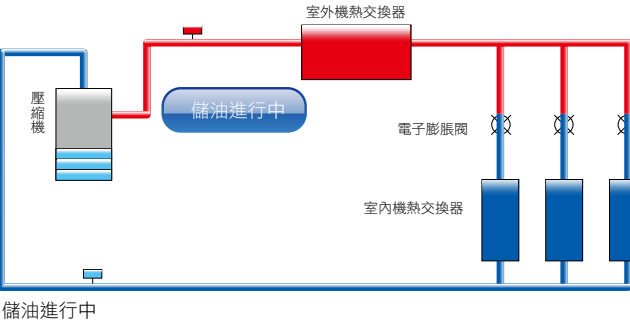 室外機熱交換器
壓縮機
儲油進行中
電子膨脹閥
室內機熱交換器
儲油進行中